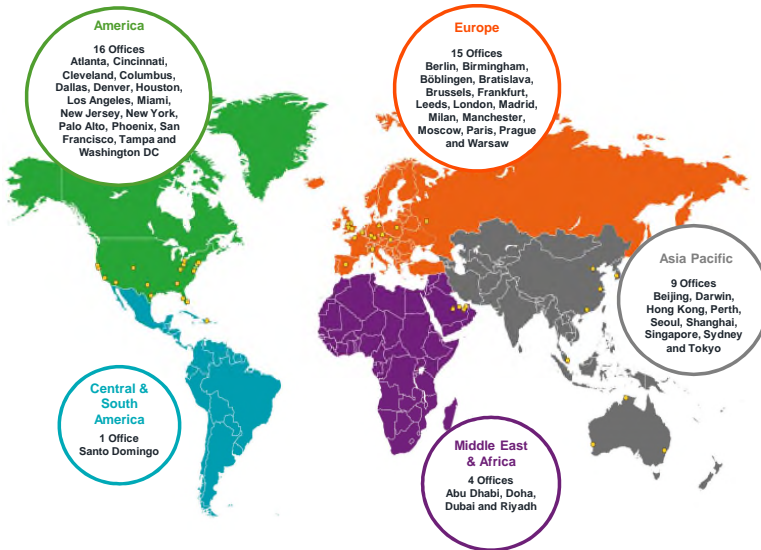 America
16 Offices
Atlanta, Cincinnati,
Cleveland, Columbus,
Dallas, Denver, Houston,
Los Angeles, Miami,
New Jersey, New York,
Palo Alto, Phoenix, San
Francisco, Tampa and
Washington DC
Europe
15 Offices
Berlin, Birmingham,
Böblingen, Bratislava,
Brussels, Frankfurt,
Leeds, London, Madrid,
Milan, Manchester,
Moscow, Paris, Prague
and Warsaw
Asia Pacific
9 Offices
Beijing, Darwin,
Hong Kong, Perth,
Seoul, Shanghai,
Singapore, Sydney
and Tokyo
Central &
South
America
1 Office
Santo Domingo
Middle East
& Africa
4 Offices
Abu Dhabi, Doha,
Dubai and Riyadh